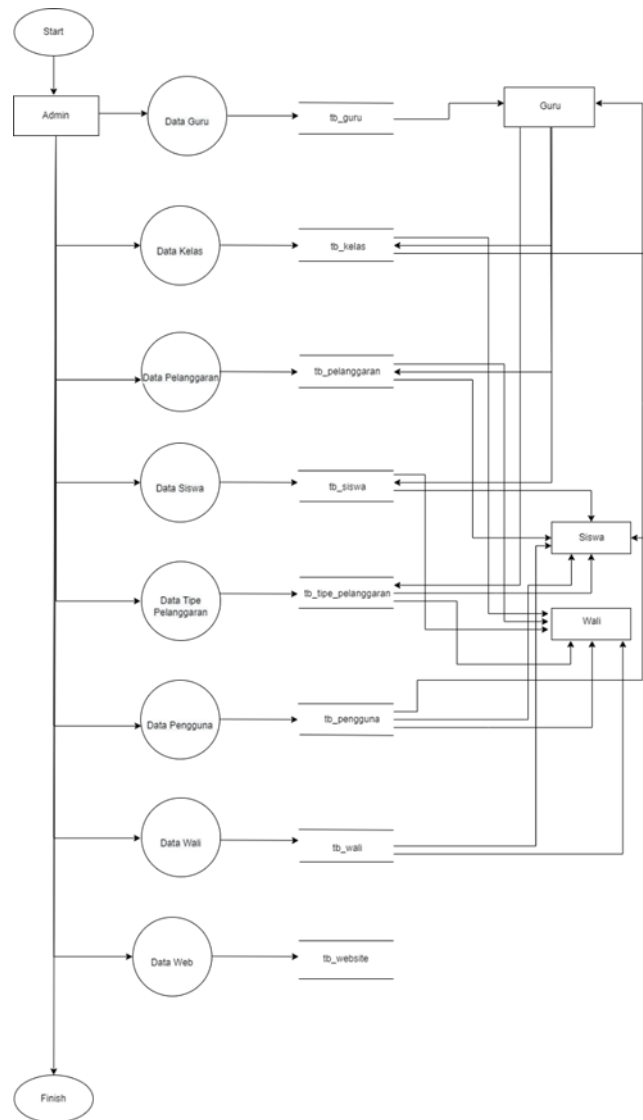 Start
Admin
Data Guru
tb_guru
Guru
Data Kelas
tb_kelas
Data Pelanggaran
tb_pelanggaran
Data Siswa
tb_siswa
Siswa
Data Tipe
Pelanggaran
tb_tipe_pelanggaran
Wali
Data Pengguna
tb_pengguna
Data Wali
tb_wali
Data Web
tb_website
Finish